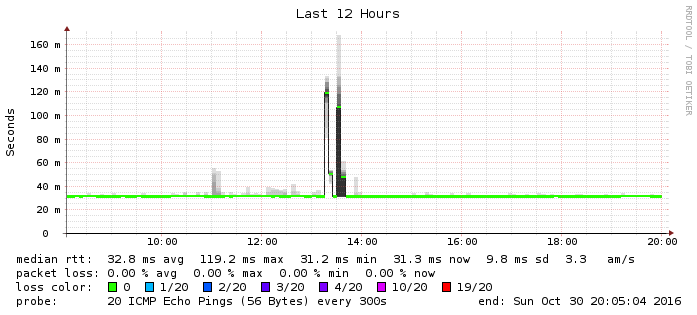 Last 12 Hours
RRDTOOL / TOBI OETIKER
Seconds
160 m
140 m
120 m
100 m
80 m
60 m
40 m
20 m
0
10:00 12:00 14:00 16:00 18:00 20:00
median rtt: 32.8 ms avg 119.2 ms max 31.2 ms min 31.3 ms now 9.8 ms sd 3.3 am/s
packet loss: 0.00 % avg 0.00 % max 0.00 % min 0.00 % now
loss color: 0 1/20 2/20 3/20 4/20 10/20 19/20
probe: 20 ICMP Echo Pings (56 Bytes) every 300s end: Sun Oct 30 20:05:04 2016